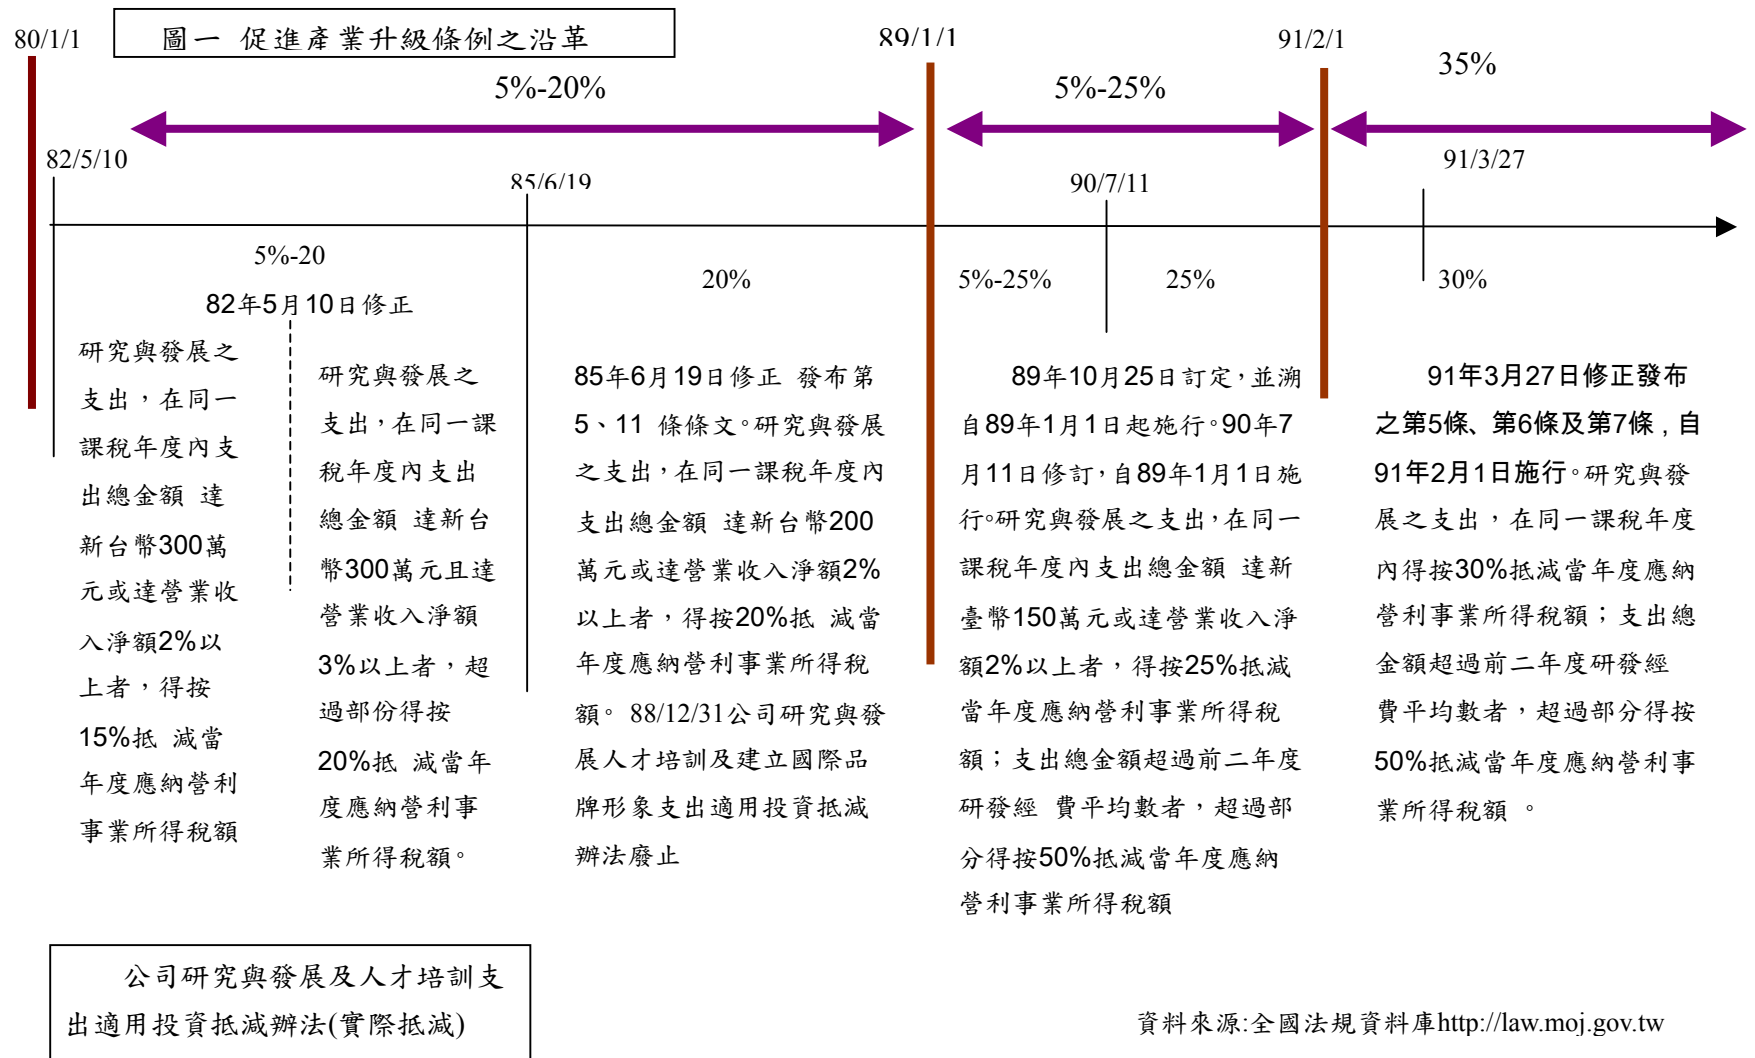 圖一 促進產業升級條例之沿革
80/1/1
89/1/1
91/2/1
5%-20%
5%-25%
35%
82/5/10
85/6/19
90/7/11
91/3/27
5%-20
20%
5%-25%
25%
30%
82年5月10日修正
研究與發展之
支出，在同一
課稅年度內支
出總金額 達
新台幣300萬
元或達營業收
入淨額2%以
上者，得按
15%抵 減當
年度應納營利
事業所得稅額
研究與發展之
支出，在同一課
稅年度內支出
總金額 達新台
幣300萬元且達
營業收入淨額
3%以上者，超
過部份得按
20%抵 減當年
度應納營利事
業所得稅額。
85年6月19日修正 發布第
5、11 條條文。研究與發展
之支出，在同一課稅年度內
支出總金額 達新台幣200
萬元或達營業收入淨額2%
以上者，得按20%抵 減當
年度應納營利事業所得稅
額。 88/12/31公司研究與發
展人才培訓及建立國際品
牌形象支出適用投資抵減
辦法廢止
89年10月25日訂定，並溯
自89年1月1日起施行。90年7
月11日修訂，自89年1月1日施
行。研究與發展之支出，在同一
課稅年度內支出總金額 達新
臺幣150萬元或達營業收入淨
額2%以上者，得按25%抵減
當年度應納營利事業所得稅
額；支出總金額超過前二年度
研發經 費平均數者，超過部
分得按50%抵減當年度應納
營利事業所得稅額
91年3月27日修正發布
之第5條、第6條及第7條，自
91年2月1日施行。研究與發
展之支出，在同一課稅年度
內得按30%抵減當年度應納
營利事業所得稅額；支出總
金額超過前二年度研發經
費平均數者，超過部分得按
50%抵減當年度應納營利事
業所得稅額 。
公司研究與發展及人才培訓支
出適用投資抵減辦法(實際抵減)
資料來源:全國法規資料庫http://law.moj.gov.tw